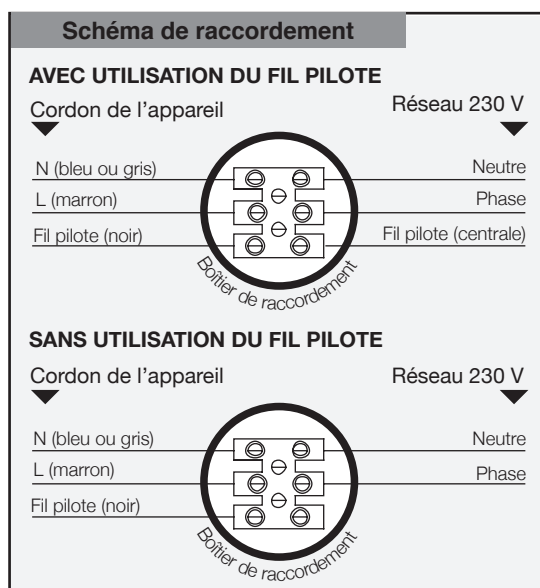 Schéma de raccordement
AVEC UTILISATION DU FIL PILOTE
Cordon de l'appareil
Réseau 230 V
N (bleu ou gris)
Neutre
L (marron)
Phase
Fil pilote (noir)
Fil pilote (centrale)
Boîtier de raccordement
SANS UTILISATION DU FIL PILOTE
Cordon de l'appareil
Réseau 230 V
N (bleu ou gris)
Neutre
L (marron)
Phase
Fil pilote (noir)
Boîtier de raccordement